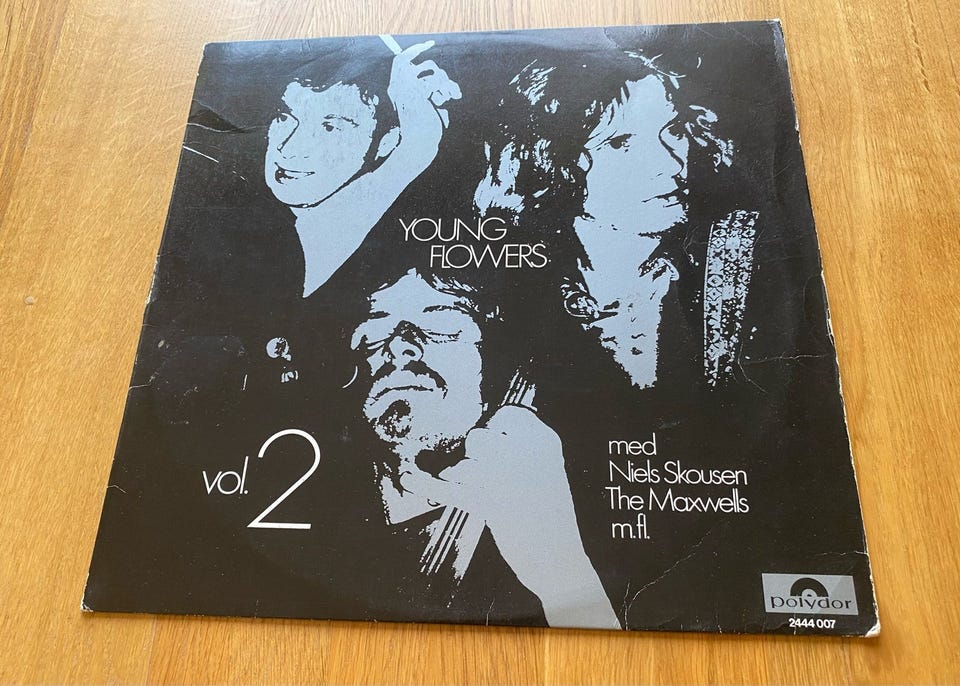 YOUNG
FLOWERS
vol. 2
med
Niels Skousen
The Maxwells
m.fl.
polydor
2444 007